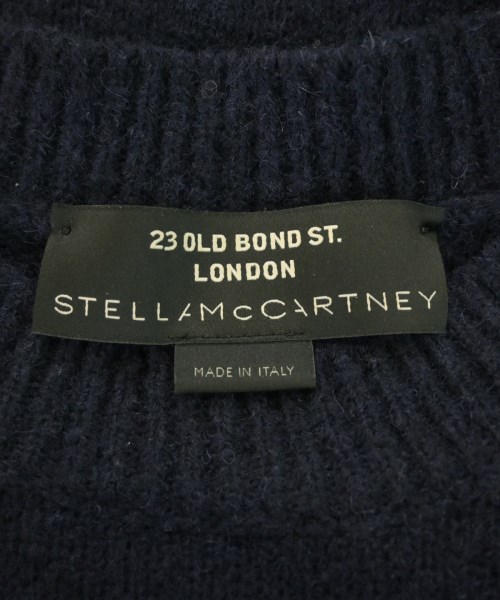 23 OLD BOND ST.
LONDON
STELLAMcCARTNEY
MADE IN ITALY